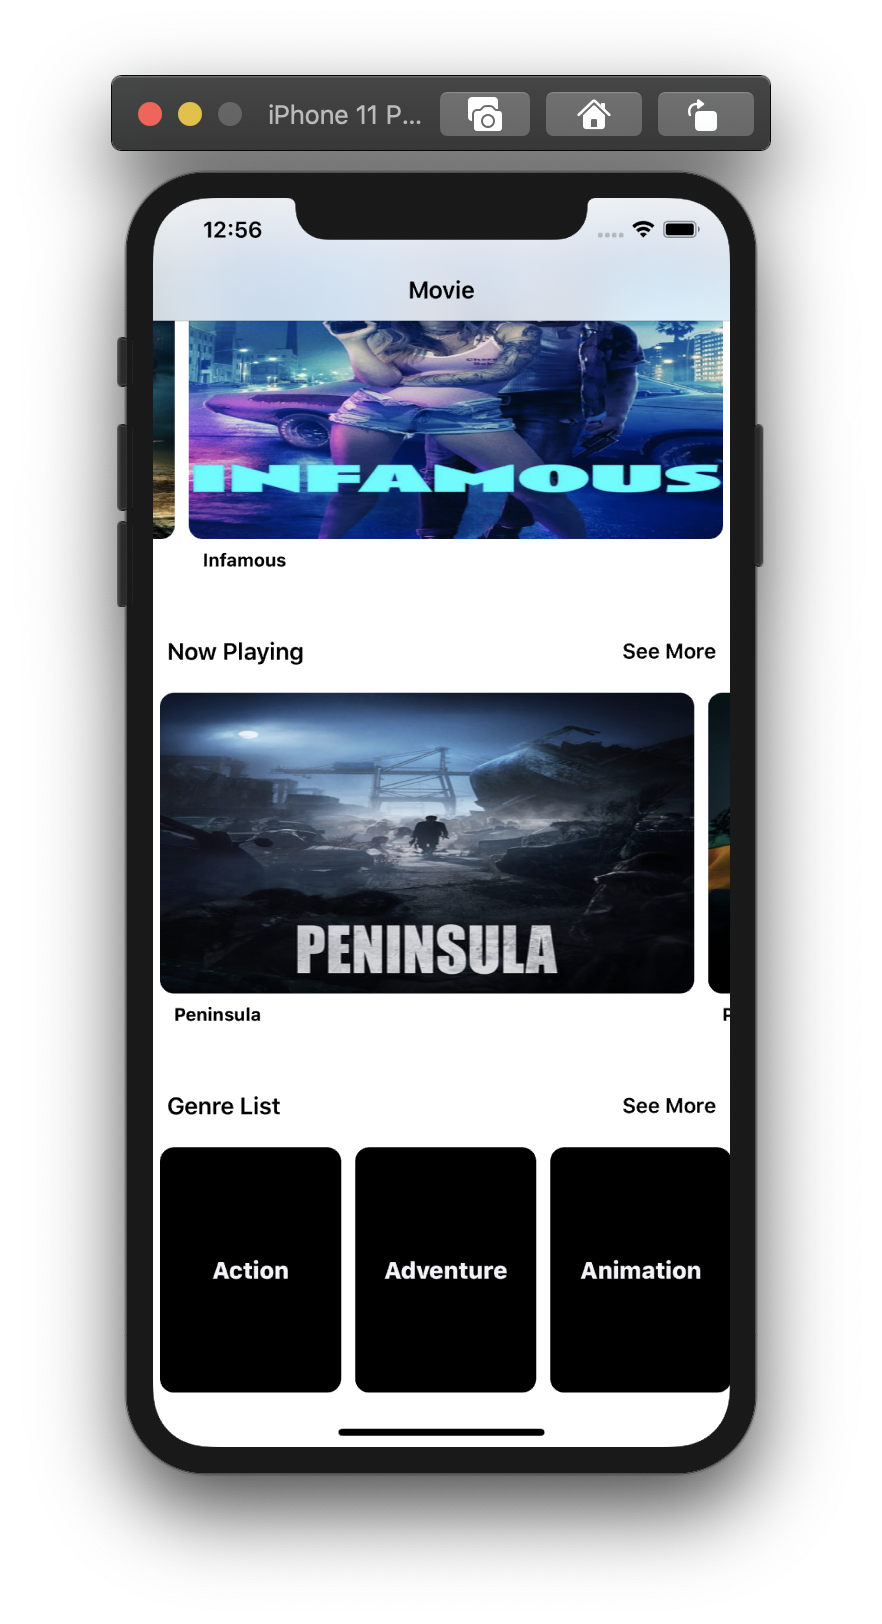 iPhone 11 P...
12:56
Movie
INFAMOUS
Infamous
Now Playing
See More
PENINSULA
Peninsula
Genre List
See More
Action
Adventure
Animation